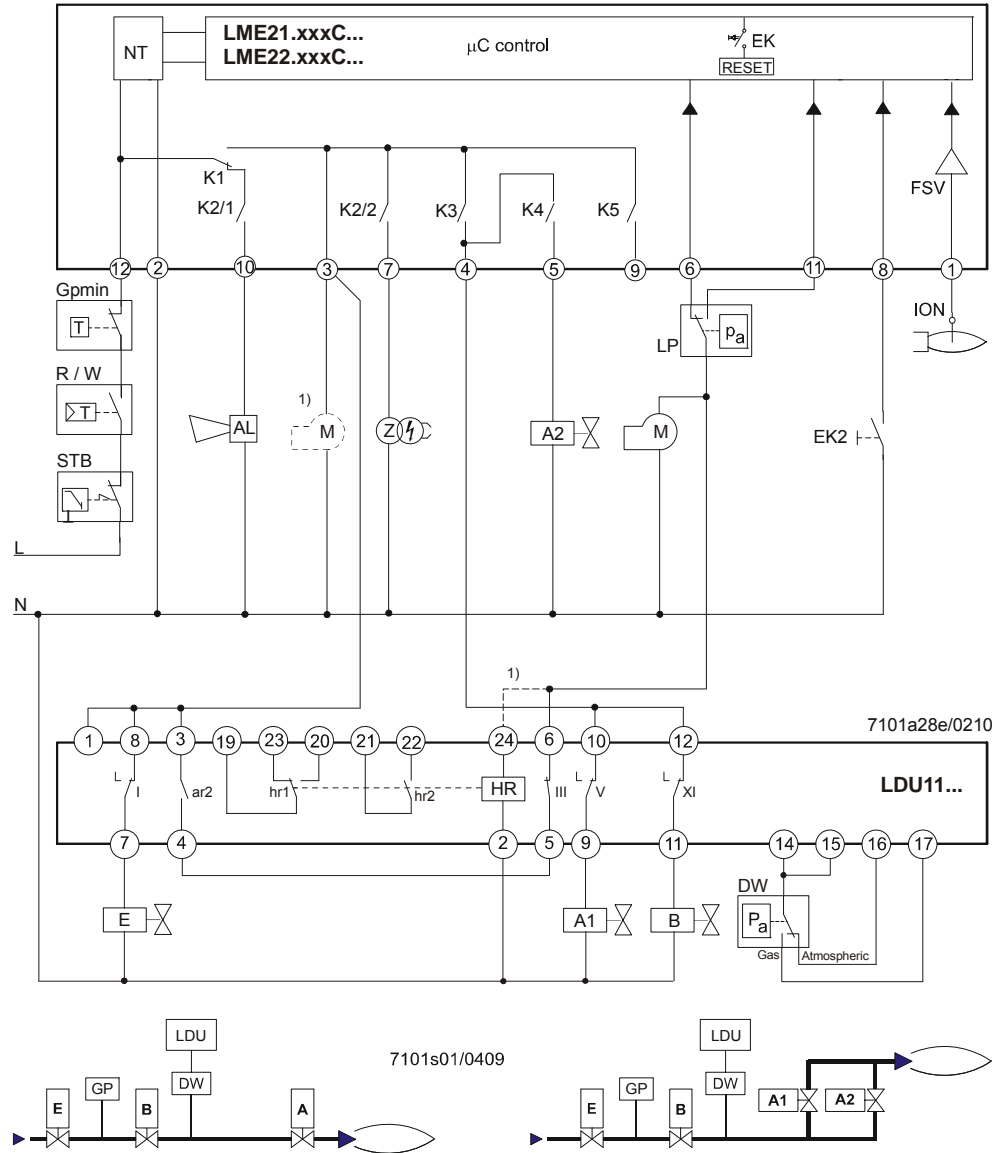 LME21.xxxC...
NT
μC control
EK
LME22.xxxC...
RESET
FSV
K1
K2/1
K2/2
K3
K4
K5
12
2
10
3
7
4
5
9
6
11
8
1
Gpmin
T
ION
pa
LP
R / W
1)
T
AL
M
Z
A2
M
EK2
STB
L
N
1)
7101a28e/0210
1
8
3
19
23
20
21
22
24
6
10
12
LDU11...
I
ar2
hr1
hr2
HR
III
V
XI
7
4
2
5
9
11
14
15
16
17
DW
E
A1
B
Pa
Gas
Atmospheric
LDU
7101s01/0409
LDU
GP
DW
GP
DW
E
B
A
E
B
A1
A2